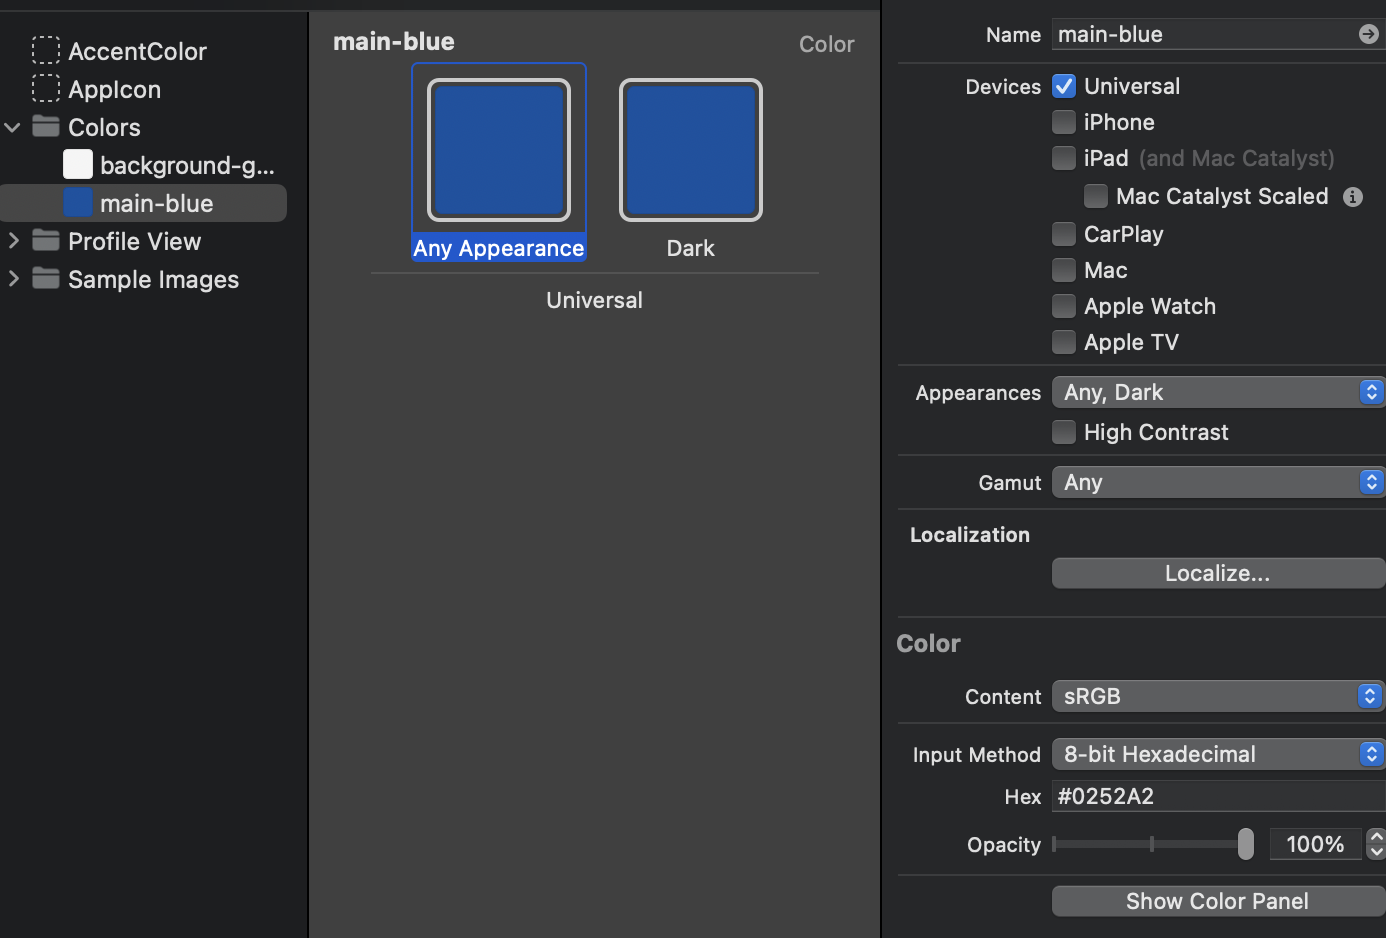 AccentColor
AppIcon
Colors
background-g...
main-blue
Profile View
Sample Images
main-blue
Color
Any Appearance
Dark
Universal
Name main-blue
Devices Universal
iPhone
iPad (and Mac Catalyst)
Mac Catalyst Scaled
CarPlay
Mac
Apple Watch
Apple TV
Appearances Any, Dark
High Contrast
Gamut Any
Localization
Localize...
Color
Content sRGB
Input Method 8-bit Hexadecimal
Hex #0252A2
Opacity 100%
Show Color Panel